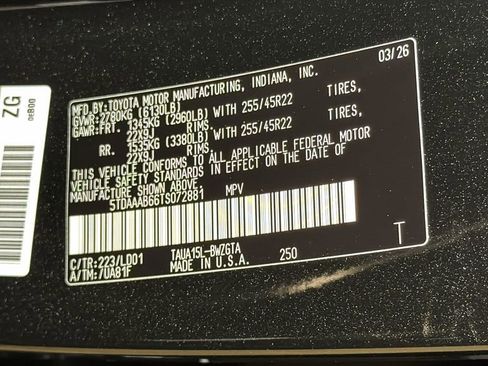 ZG
0EB00
03/26
MFD.BY:TOYOTA MOTOR MANUFACTURING, INDIANA, INC.
GVWR:2780KG (6130LB)
GAWR:FRT. 1345KG (2960LB) WITH 255/45R22 TIRES,
22X9J RIMS
RR. 1535KG (3380LB) WITH 255/45R22 TIRES,
22X9J RIMS
THIS VEHICLE CONFORMS TO ALL APPLICABLE FEDERAL MOTOR
VEHICLE SAFETY STANDARDS IN EFFECT ON THE DATE OF
MANUFACTURE SHOWN ABOVE.
5TDAAAB66TS072881 MPV
C/TR:223/LD01 TAUA15L-BWZGTA
A/TM:/UA81F MADE IN U.S.A. 250 T